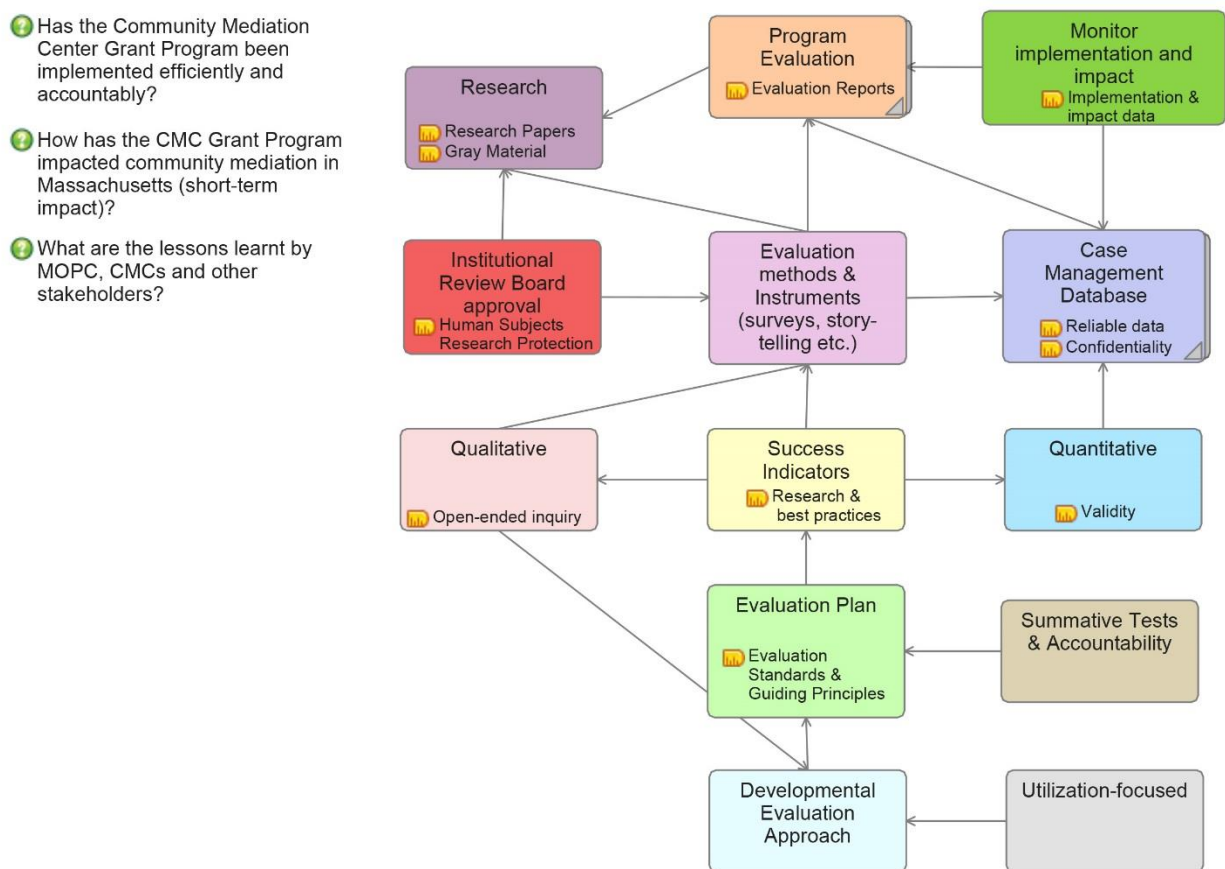 Has the Community Mediation
Center Grant Program been
implemented efficiently and
accountably?
How has the CMC Grant Program
impacted community mediation in
Massachusetts (short-term
impact)?
What are the lessons learnt by
MOPC, CMCs and other
stakeholders?
Research
Research Papers
Gray Material
Program
Evaluation
Evaluation Reports
Monitor
implementation and
impact
Implementation &
impact data
Institutional
Review Board
approval
Human Subjects
Research Protection
Evaluation
methods &
Instruments
(surveys, story-
telling etc.)
Case
Management
Database
Reliable data
Confidentiality
Qualitative
Open-ended inquiry
Success
Indicators
Research &
best practices
Quantitative
Validity
Evaluation Plan
Evaluation
Standards &
Guiding Principles
Summative Tests
& Accountability
Developmental
Evaluation
Approach
Utilization-focused